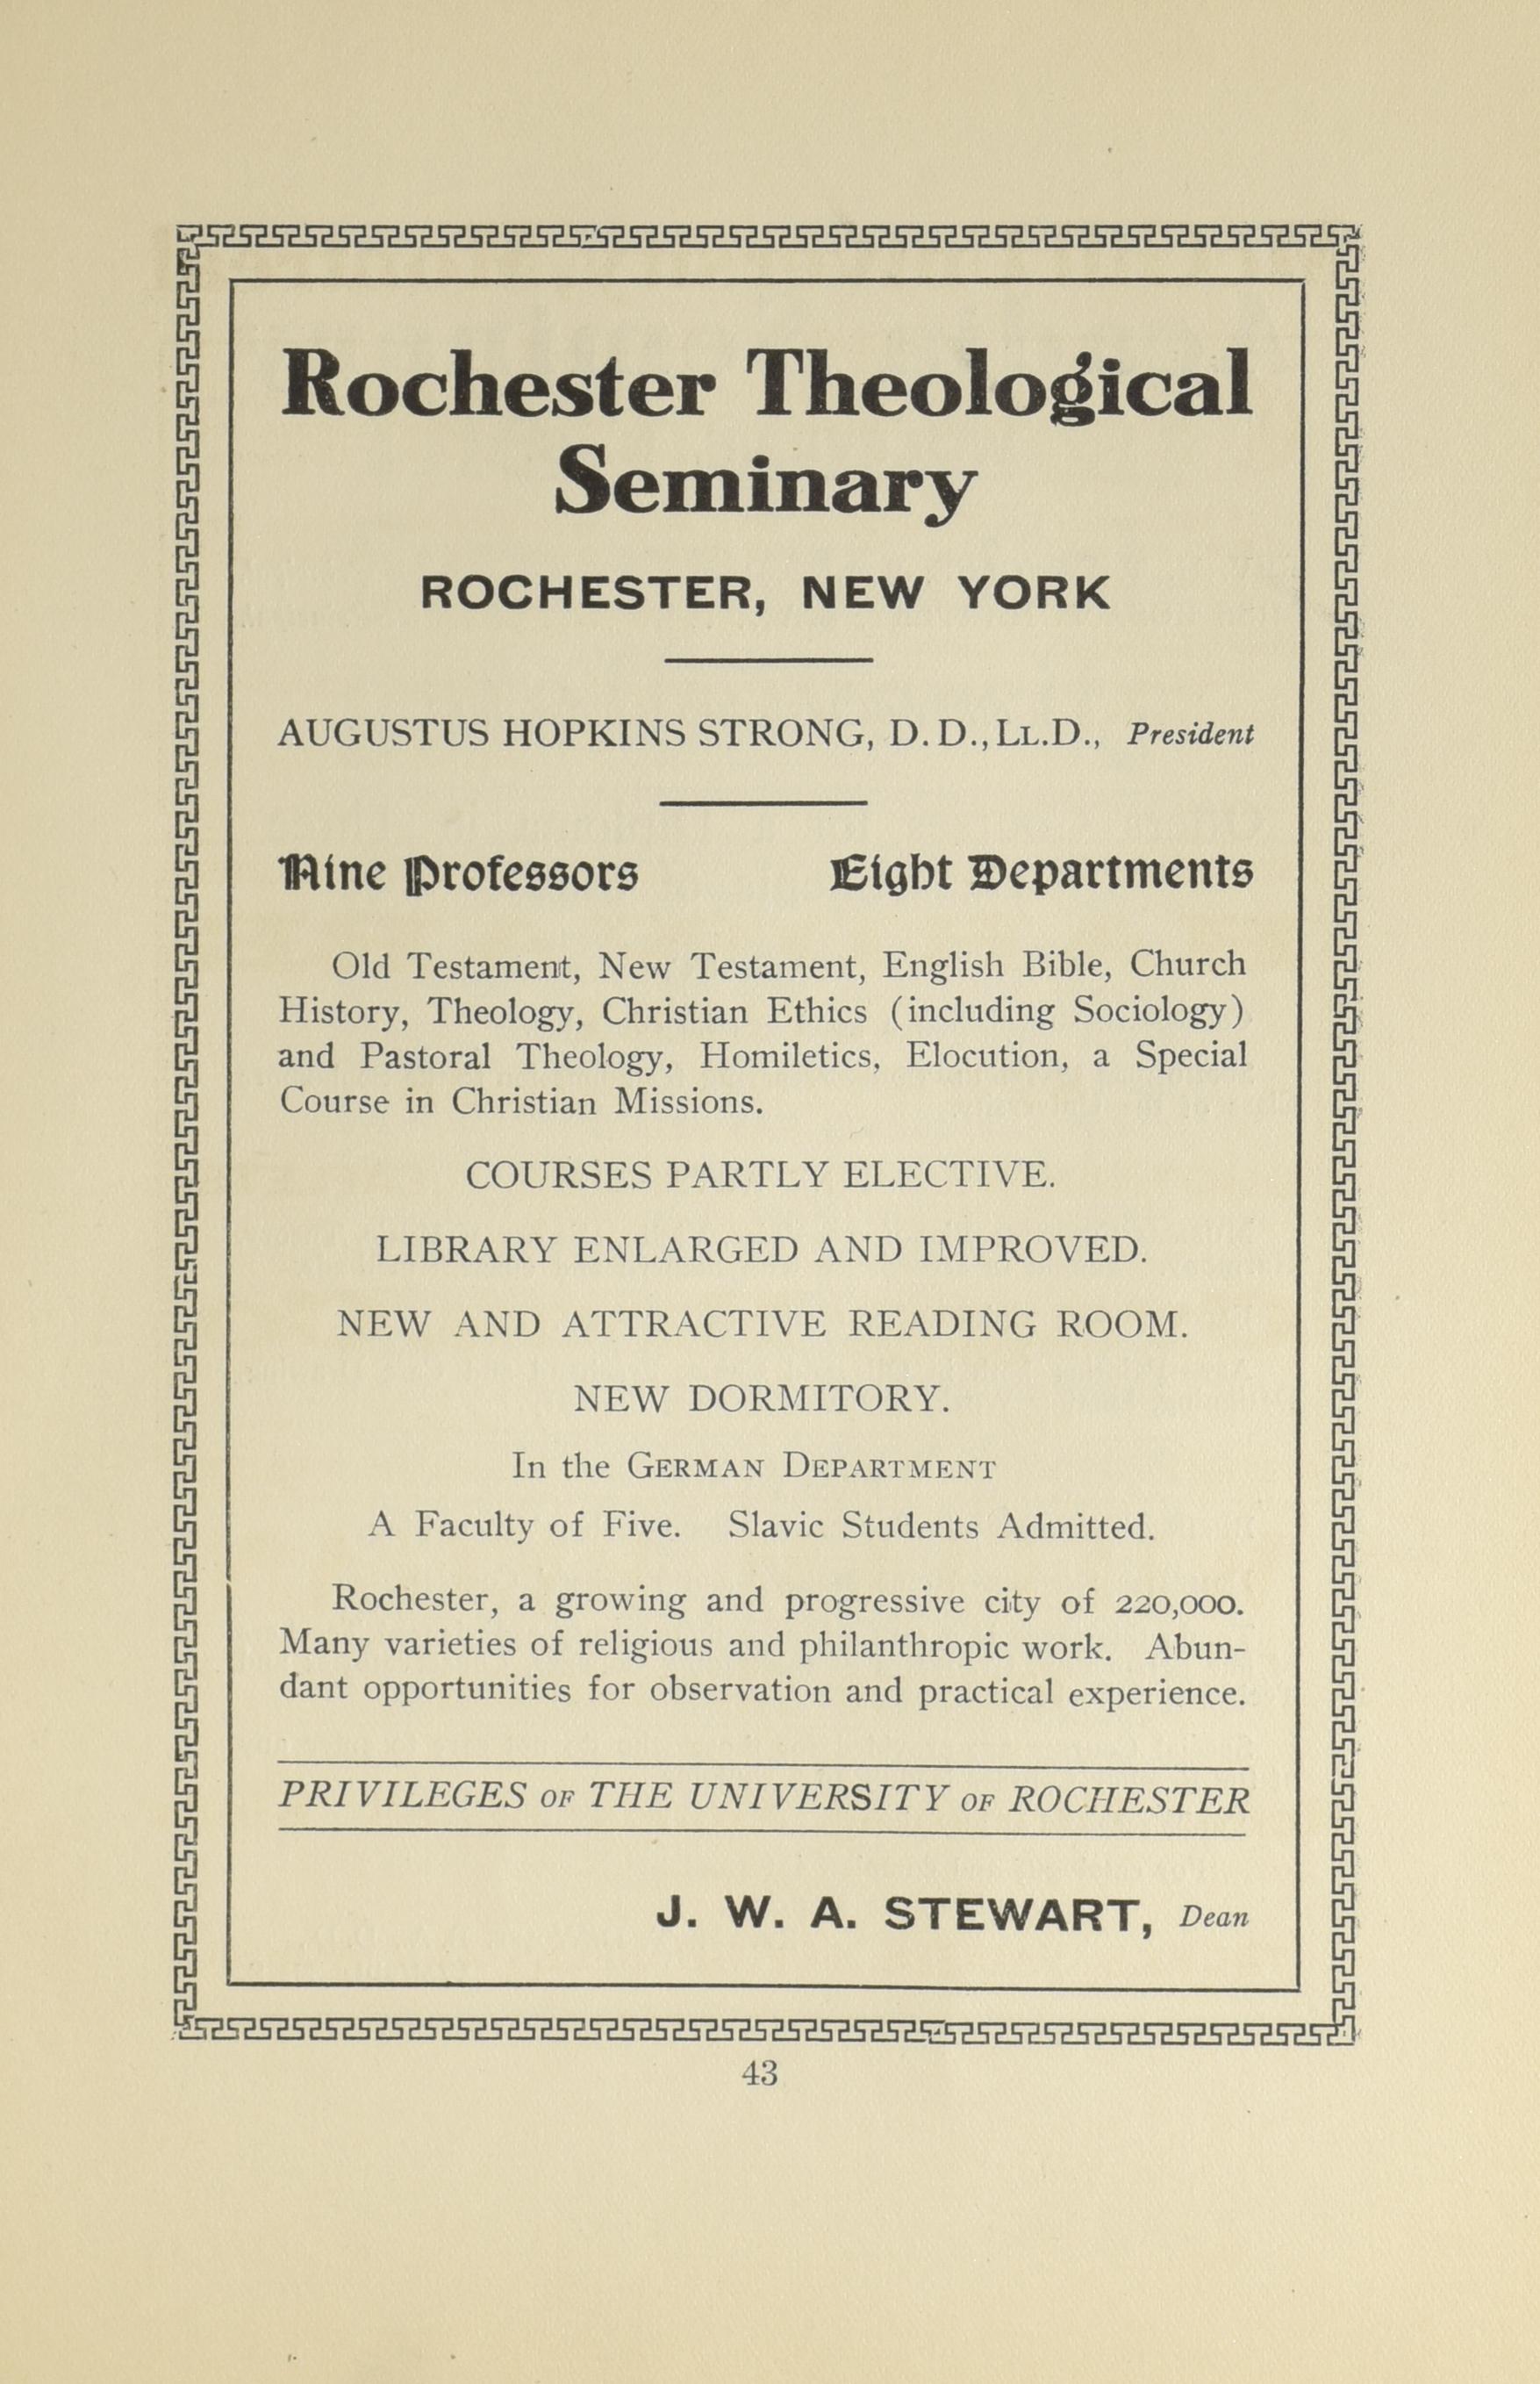 Rochester Theological
Seminary
ROCHESTER, NEW YORK
AUGUSTUS HOPKINS STRONG, D. D., LL.D., President
Nine Professors Eight Departments
Old Testament, New Testament, English Bible, Church
History, Theology, Christian Ethics (including Sociology)
and Pastoral Theology, Homiletics, Elocution, a Special
Course in Christian Missions.
COURSES PARTLY ELECTIVE.
LIBRARY ENLARGED AND IMPROVED.
NEW AND ATTRACTIVE READING ROOM.
NEW DORMITORY.
In the GERMAN DEPARTMENT
A Faculty of Five. Slavic Students Admitted.
Rochester, a growing and progressive city of 220,000.
Many varieties of religious and philanthropic work. Abun-
dant opportunities for observation and practical experience.
PRIVILEGES OF THE UNIVERSITY OF ROCHESTER
J. W. A. STEWART, Dean
43